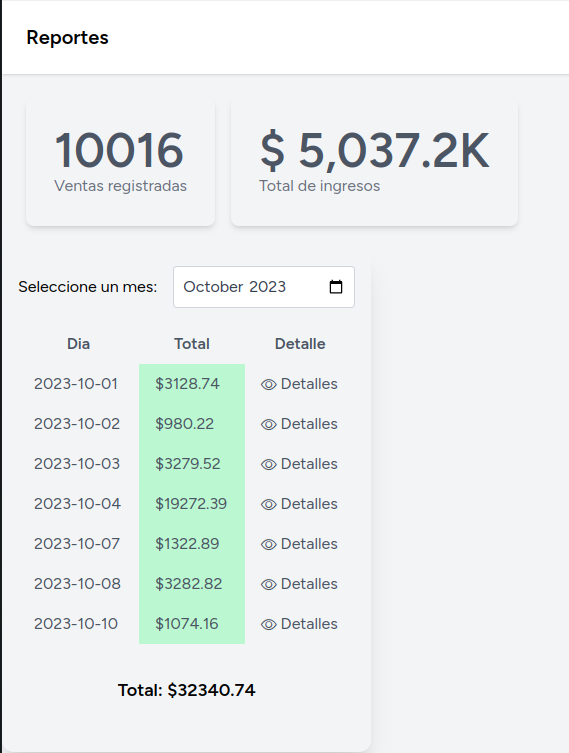 Reportes
10016
Ventas registradas
$ 5,037.2K
Total de ingresos
Seleccione un mes:
October 2023
Dia Total Detalle
2023-10-01 $3128.74 Detalles
2023-10-02 $980.22 Detalles
2023-10-03 $3279.52 Detalles
2023-10-04 $19272.39 Detalles
2023-10-07 $1322.89 Detalles
2023-10-08 $3282.82 Detalles
2023-10-10 $1074.16 Detalles
Total: $32340.74